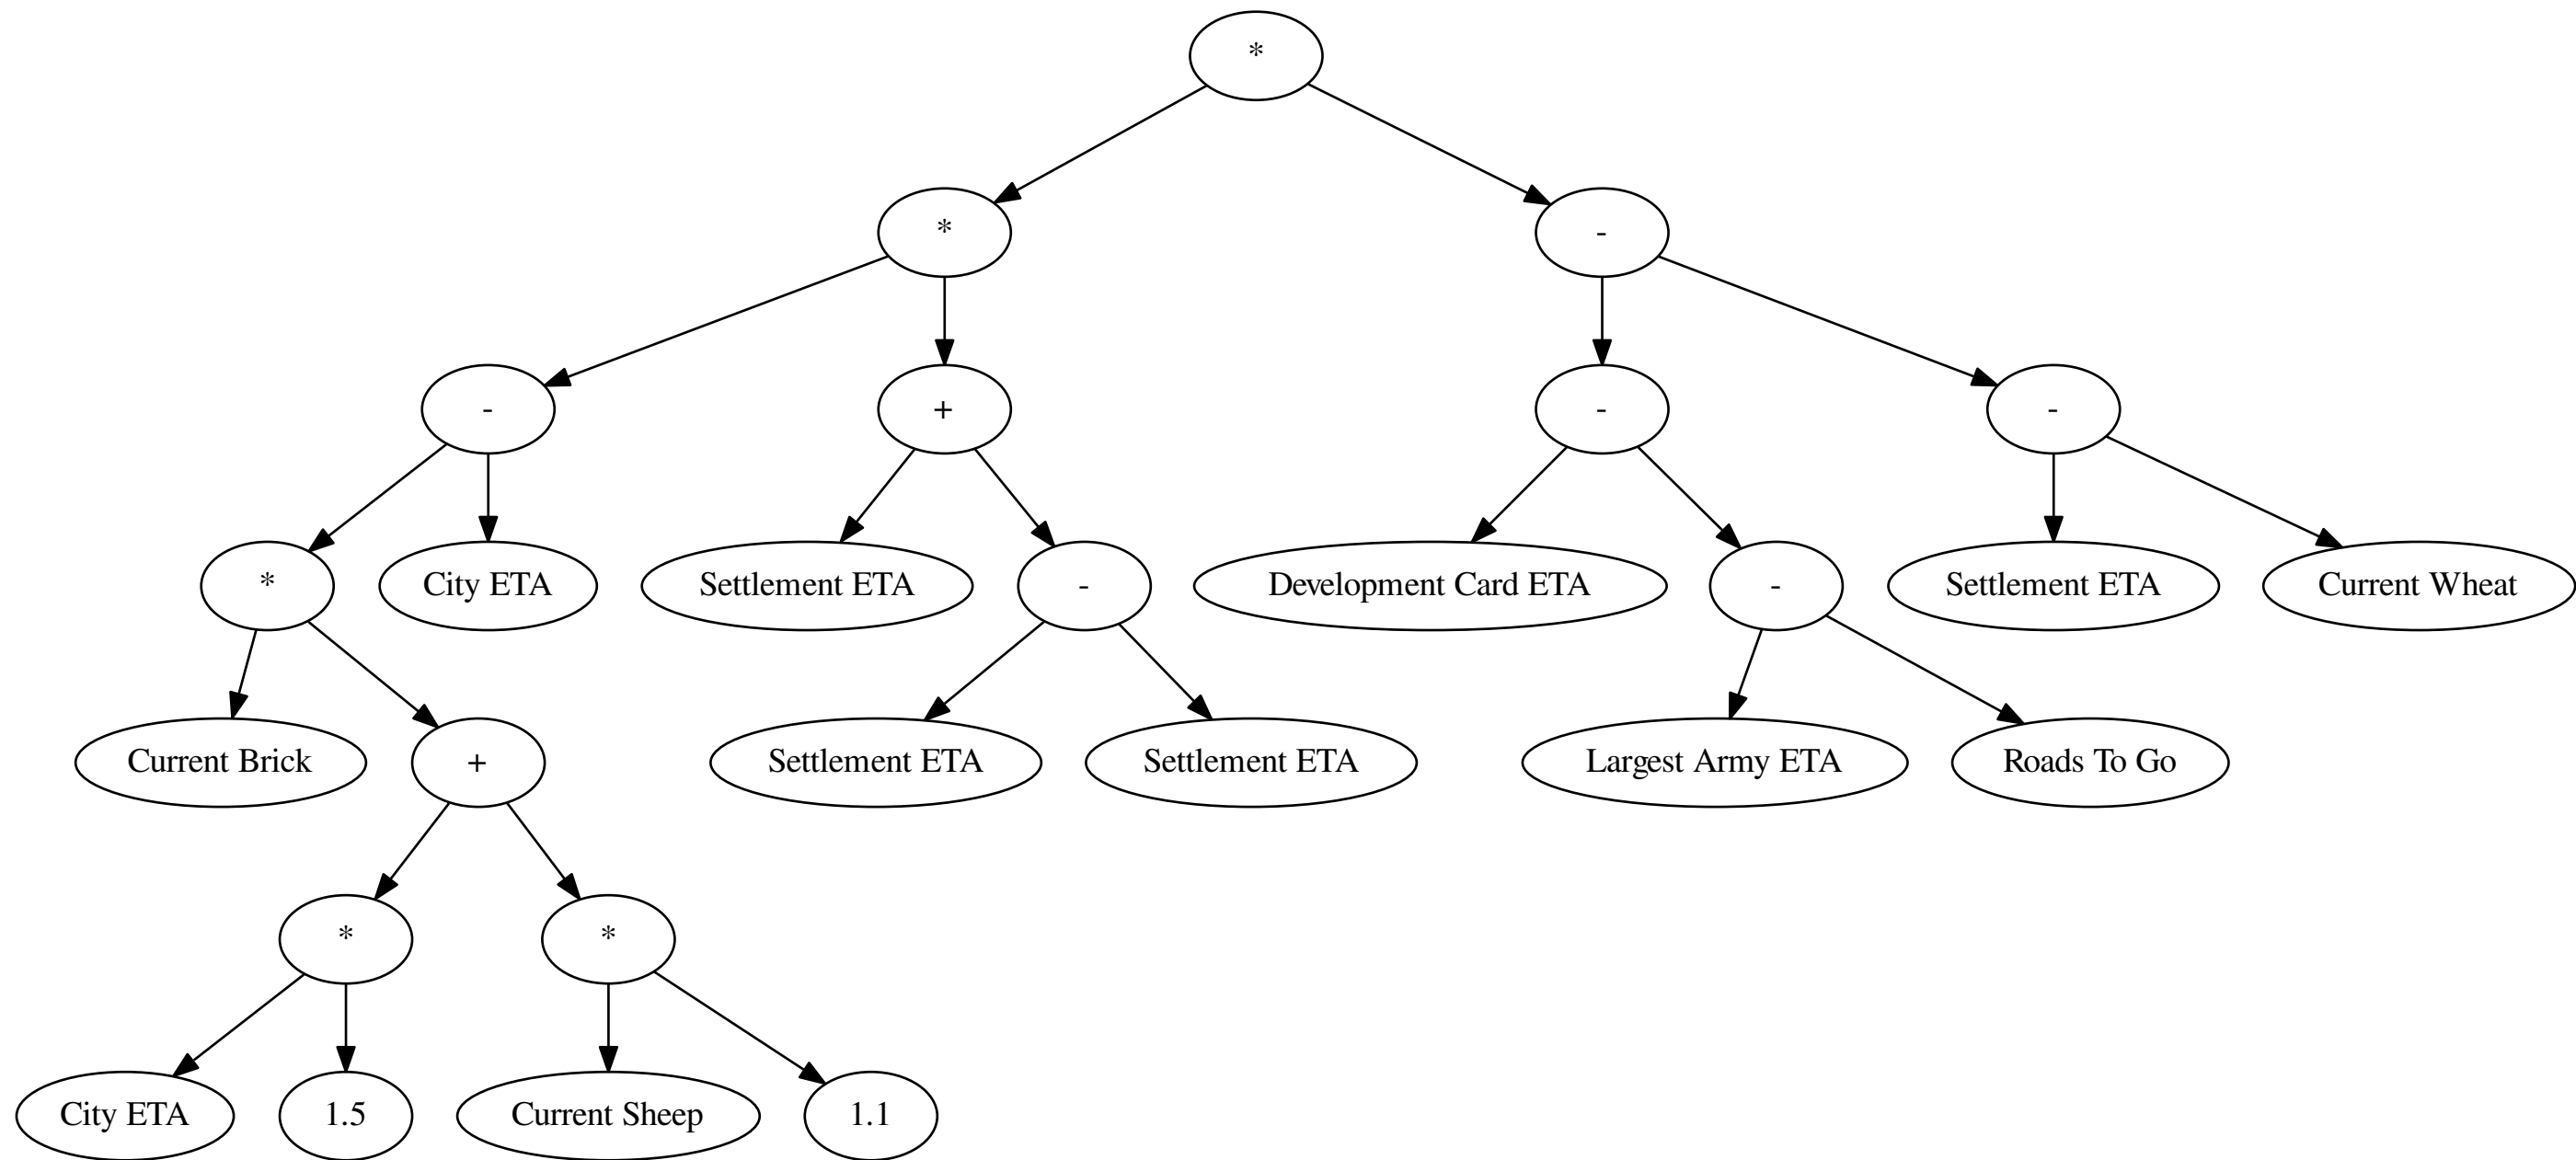 *
*
-
-
+
-
-
*
City ETA
Settlement ETA
-
Development Card ETA
-
Settlement ETA
Current Wheat
Current Brick
+
Settlement ETA
Settlement ETA
Largest Army ETA
Roads To Go
*
*
City ETA
1.5
Current Sheep
1.1